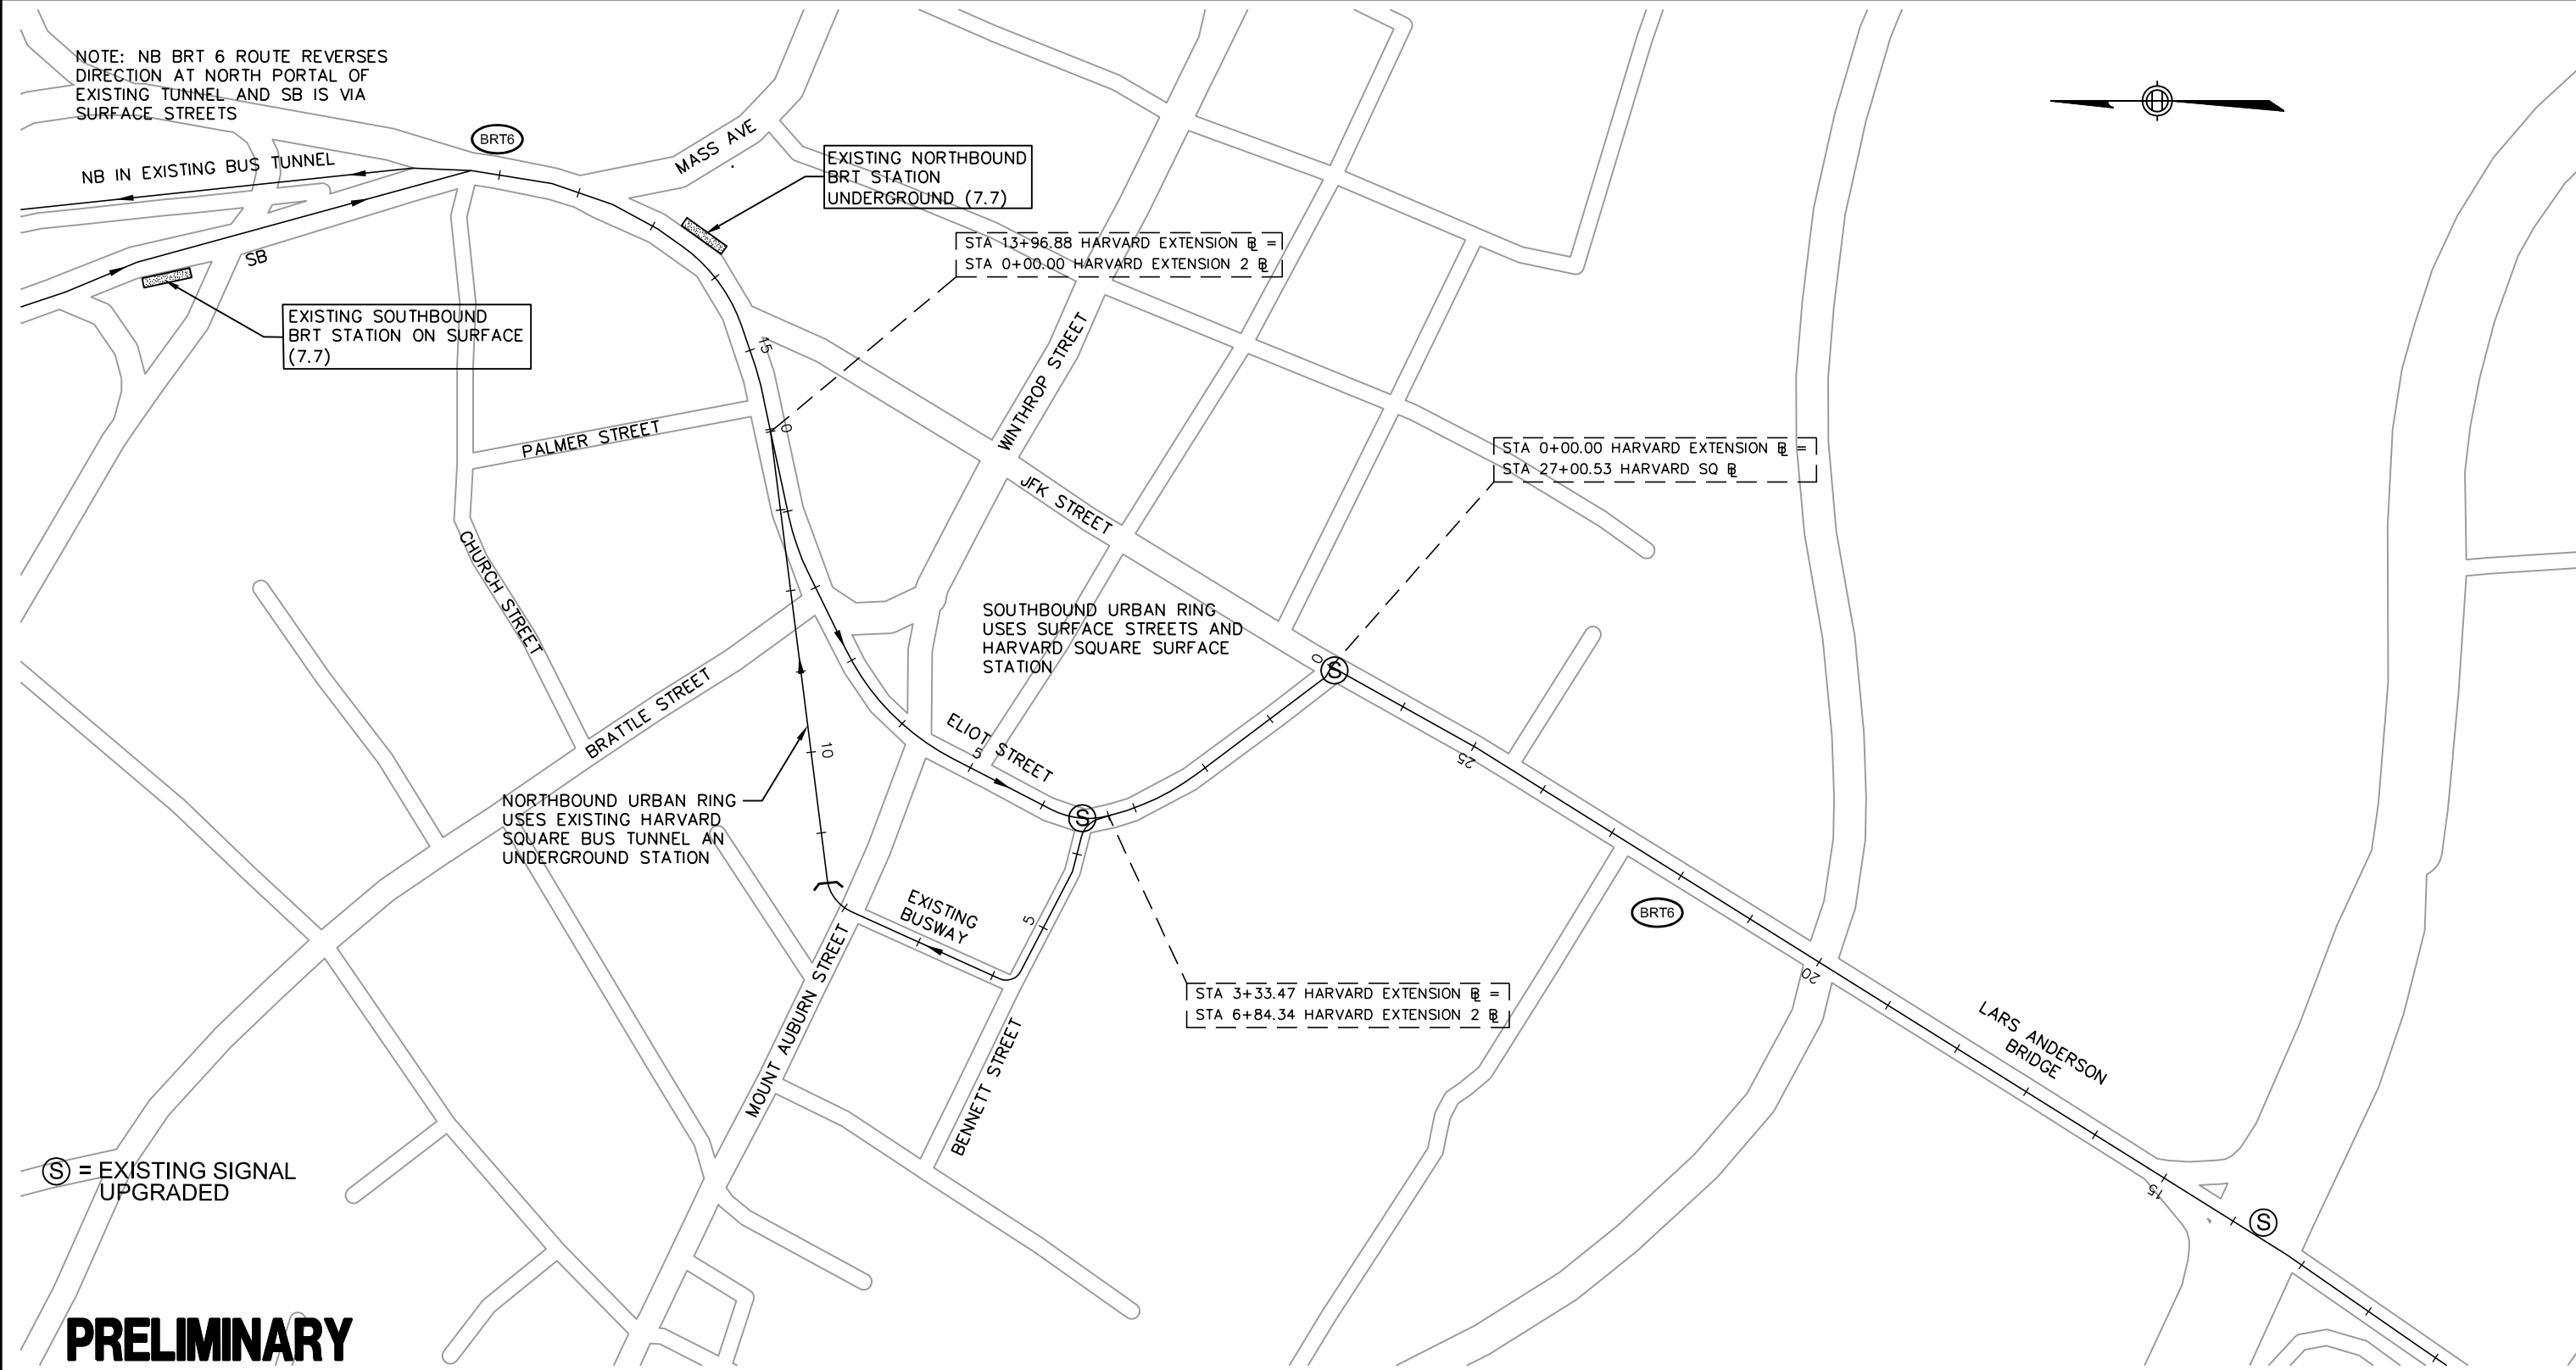 NOTE: NB BRT 6 ROUTE REVERSES
DIRECTION AT NORTH PORTAL OF
EXISTING TUNNEL AND SB IS VIA
SURFACE STREETS
BRT6
NB IN EXISTING BUS TUNNEL
MASS AVE
EXISTING NORTHBOUND
BRT STATION
UNDERGROUND (7.7)
SB
EXISTING SOUTHBOUND
BRT STATION ON SURFACE
(7.7)
STA 13+96.88 HARVARD EXTENSION BL =
STA 0+00.00 HARVARD EXTENSION 2 BL
15
0
WINTHROP STREET
PALMER STREET
STA 0+00.00 HARVARD EXTENSION BL =
STA 27+00.53 HARVARD SQ BL
JFK STREET
CHURCH STREET
SOUTHBOUND URBAN RING
USES SURFACE STREETS AND
HARVARD SQUARE SURFACE
STATION
0
S
BRATTLE STREET
ELIOT STREET
5
10
25
NORTHBOUND URBAN RING
USES EXISTING HARVARD
SQUARE BUS TUNNEL AN
UNDERGROUND STATION
S
EXISTING
BUSWAY
5
BRT6
20
MOUNT AUBURN STREET
STA 3+33.47 HARVARD EXTENSION BL =
STA 6+84.34 HARVARD EXTENSION 2 BL
BENNETT STREET
LARS ANDERSON
BRIDGE
15
S
S = EXISTING SIGNAL
UPGRADED
PRELIMINARY